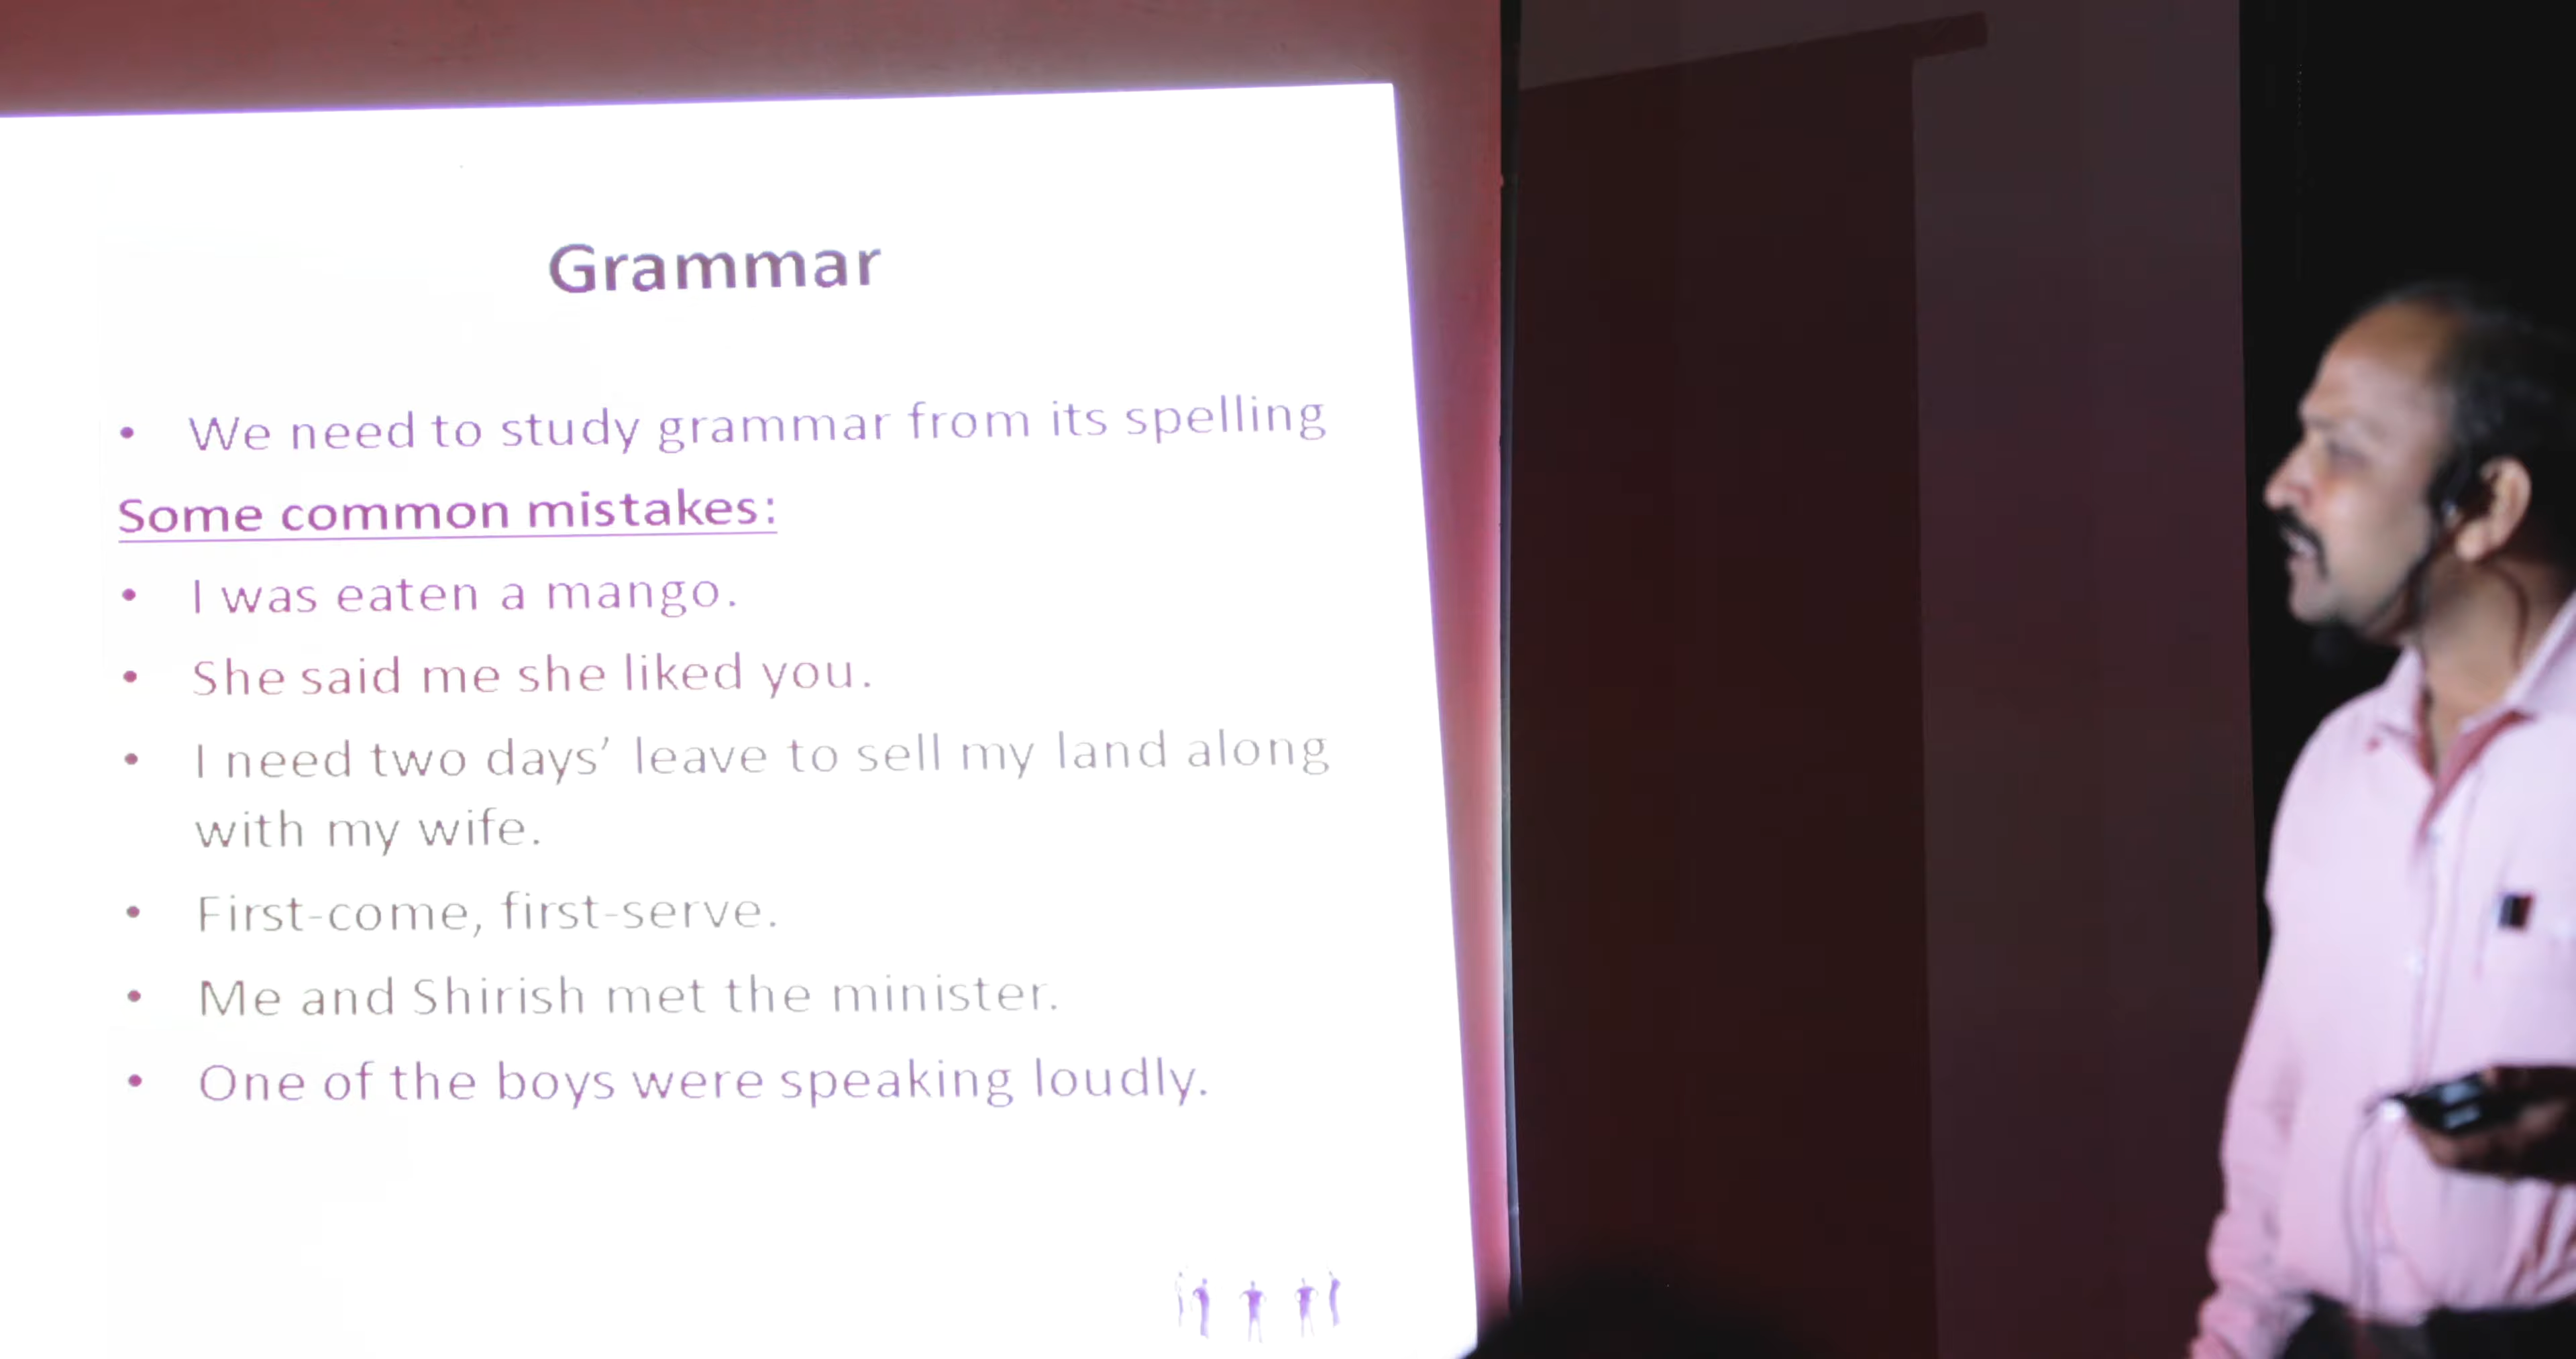 Grammar
• We need to study grammar from its spelling
Some common mistakes:
• I was eaten a mango.
• She said me she liked you.
• I need two days’ leave to sell my land along
with my wife.
• First-come, first-serve.
• Me and Shirish met the minister.
• One of the boys were speaking loudly.